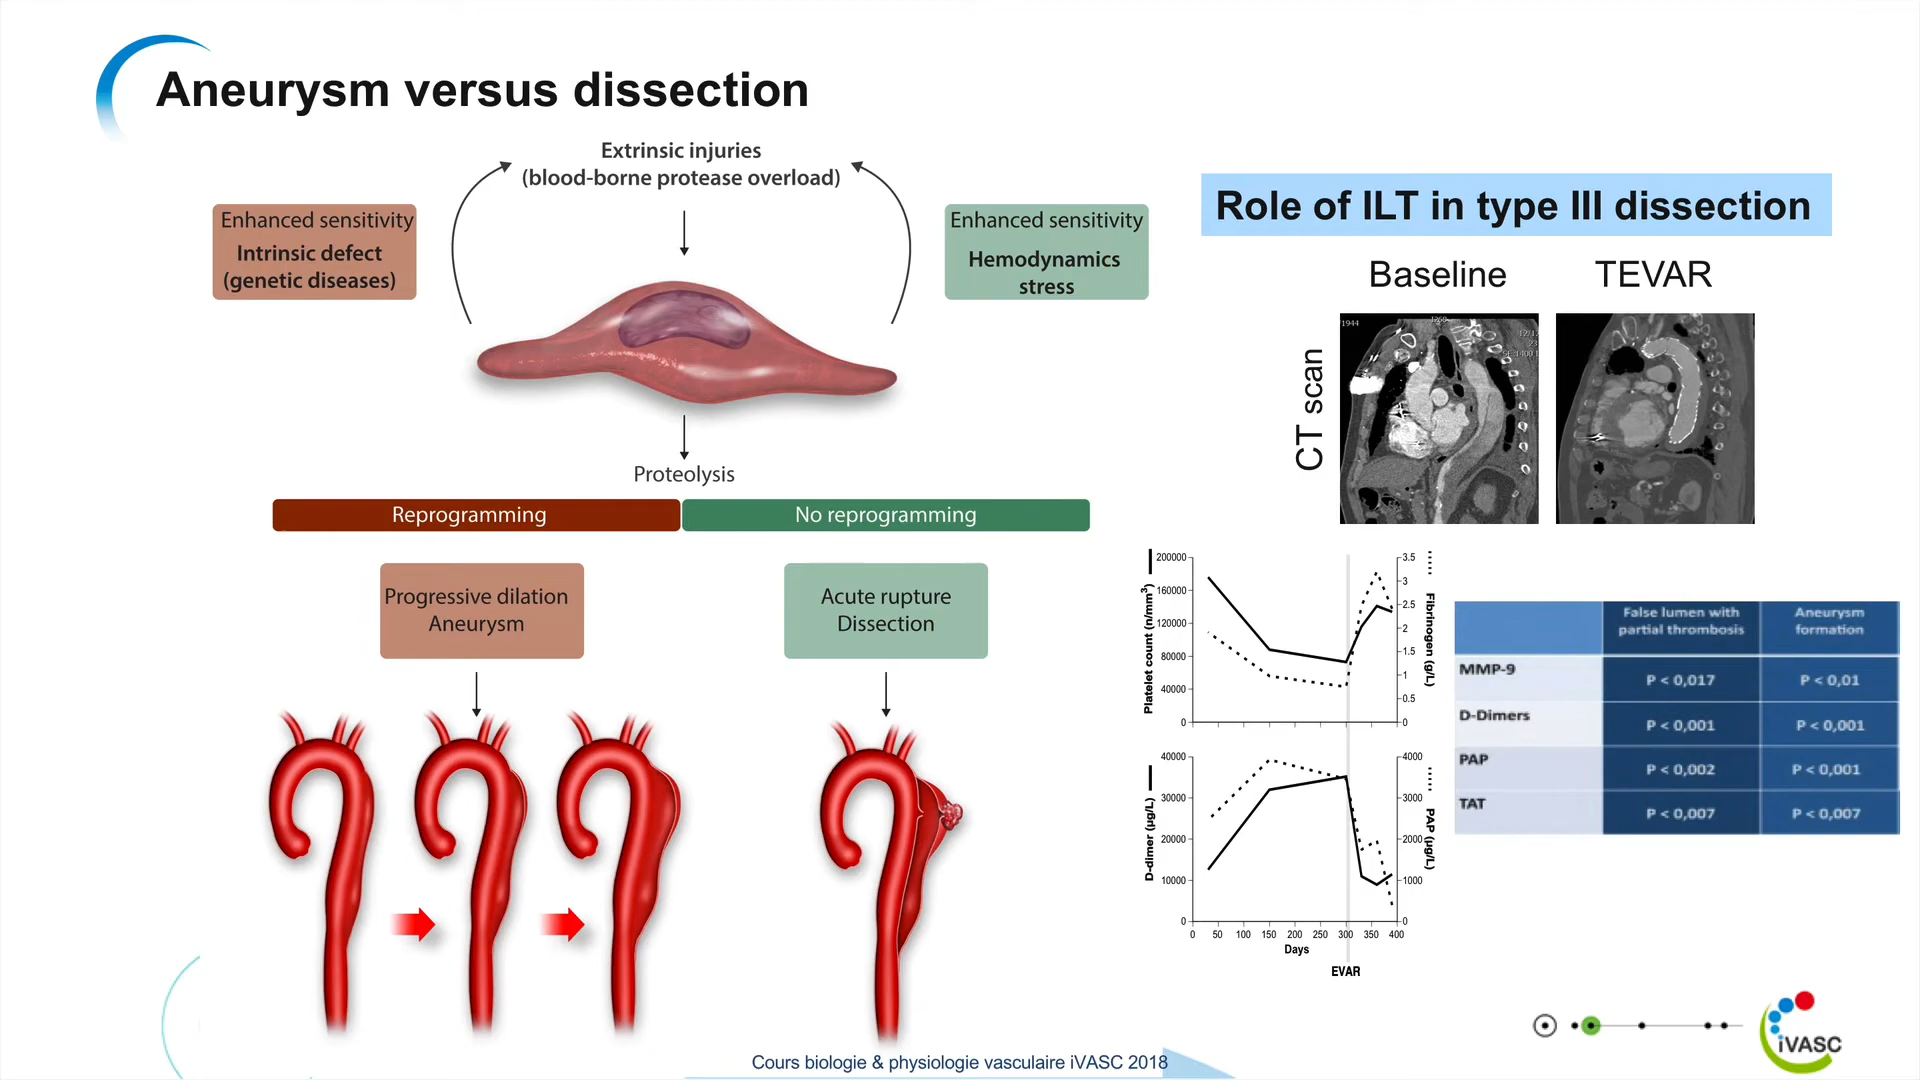 Aneurysm versus dissection
Extrinsic injuries
(blood-borne protease overload)
Enhanced sensitivity
Intrinsic defect
(genetic diseases)
Enhanced sensitivity
Hemodynamics
stress
Proteolysis
Reprogramming
No reprogramming
Progressive dilation
Aneurysm
Acute rupture
Dissection
Role of ILT in type III dissection
Baseline
TEVAR
CT scan
1944
Platelet count (n/mm³)
200000
160000
120000
80000
40000
0
3.5
3
2.5
2
1.5
1
0.5
0
Fibrinogen (g/L)
D-dimer (µg/L)
40000
30000
20000
10000
0
4000
3000
2000
1000
0
PAP (µg/L)
0 50 100 150 200 250 300 350 400
Days
EVAR
False lumen with partial thrombosis
Aneurysm formation
MMP-9 P < 0,017 P < 0,01
D-Dimers P < 0,001 P < 0,001
PAP P < 0,002 P < 0,001
TAT P < 0,007 P < 0,007
iVASC
Cours biologie & physiologie vasculaire iVASC 2018